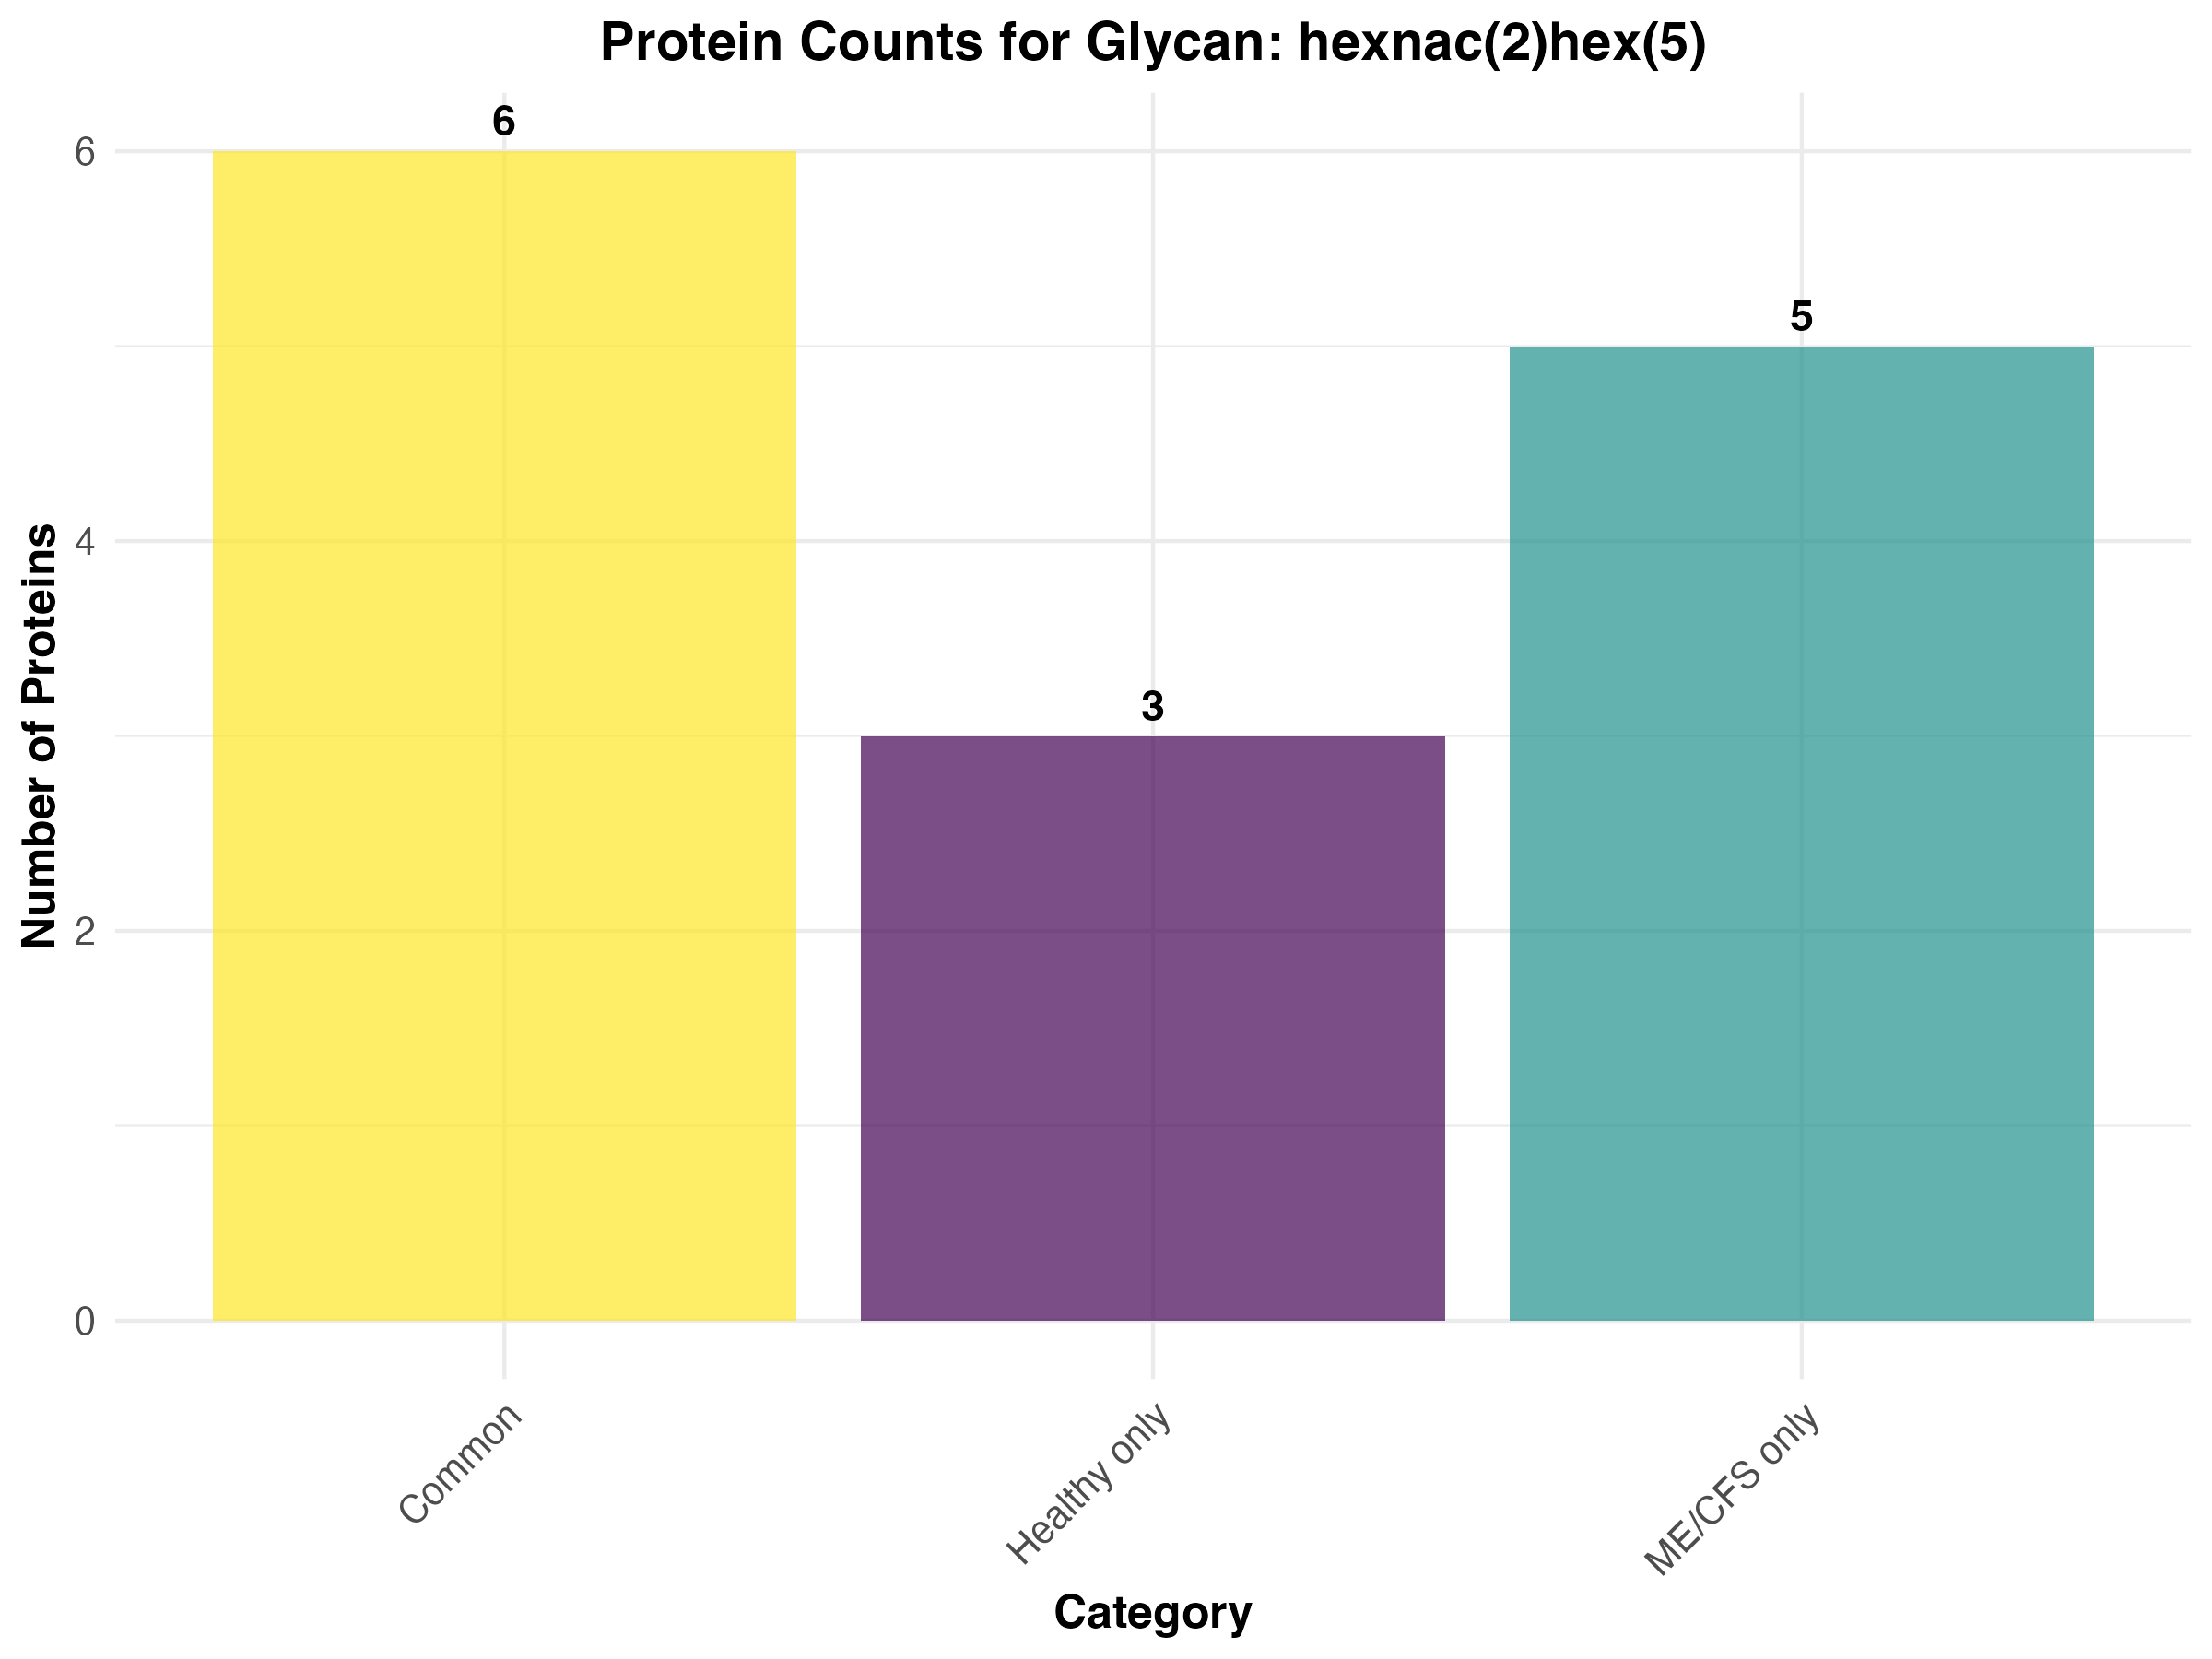 Protein Counts for Glycan: hexnac(2)hex(5)
Number of Proteins
6
4
2
0
6
3
5
Common
Healthy only
ME/CFS only
Category